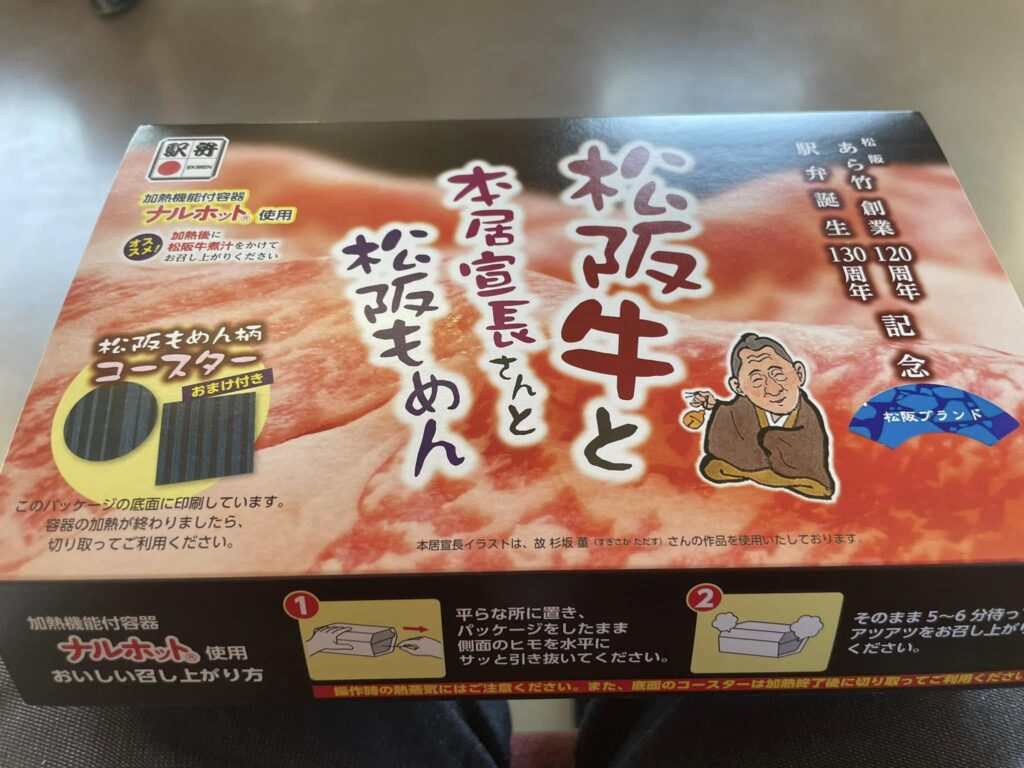 駅弁
EKIBEN
加熱機能付容器
ナルホット® 使用
オススメ!
加熱後に
松阪牛煮汁をかけて
お召し上がりください
松阪もめん柄
コースター
おまけ付き
このパッケージの底面に印刷しています。
容器の加熱が終わりましたら、
切り取ってご利用ください。
松阪牛と
本居宣長さんと
松阪もめん
松阪 あら竹 創業 120周年 記念
駅弁誕生 130周年
松阪ブランド
本居宣長イラストは、故 杉坂 菫（すぎさか ただす）さんの作品を使用いたしております。
加熱機能付容器
ナルホット® 使用
おいしい召し上がり方
1
平らな所に置き、
パッケージをしたまま
側面のヒモを水平に
サッと引き抜いてください。
2
そのまま 5〜6 分待っ
アツアツをお召し上が
ください。
操作時の熱蒸気にはご注意ください。また、底面のコースターは加熱終了後に切り取ってご利用くださ